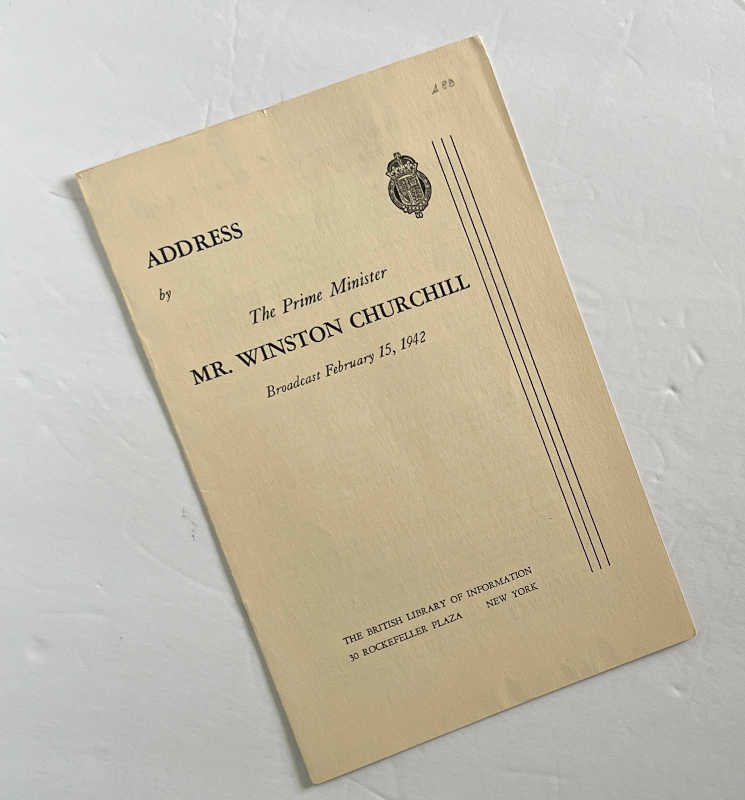 ADDRESS
by
The Prime Minister
MR. WINSTON CHURCHILL
Broadcast February 15, 1942
THE BRITISH LIBRARY OF INFORMATION
30 ROCKEFELLER PLAZA NEW YORK